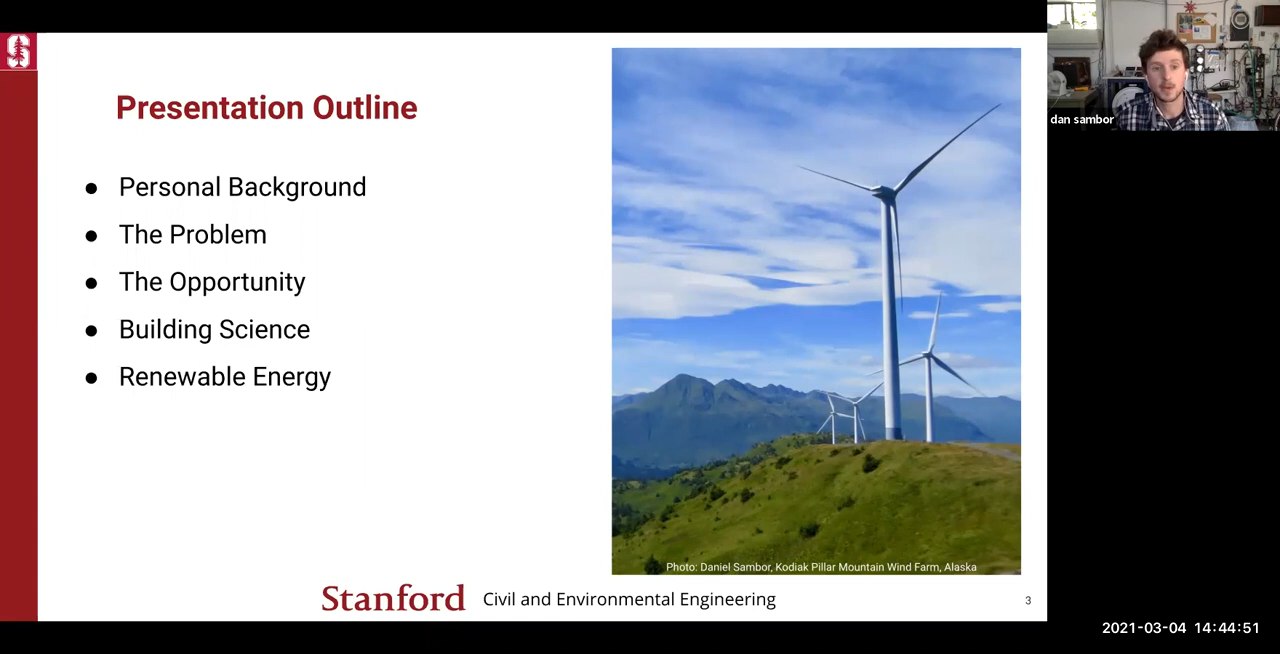 Presentation Outline
● Personal Background
● The Problem
● The Opportunity
● Building Science
● Renewable Energy
Photo: Daniel Sambor, Kodiak Pillar Mountain Wind Farm, Alaska
Stanford Civil and Environmental Engineering
3
dan sambor
2021-03-04 14:44:51